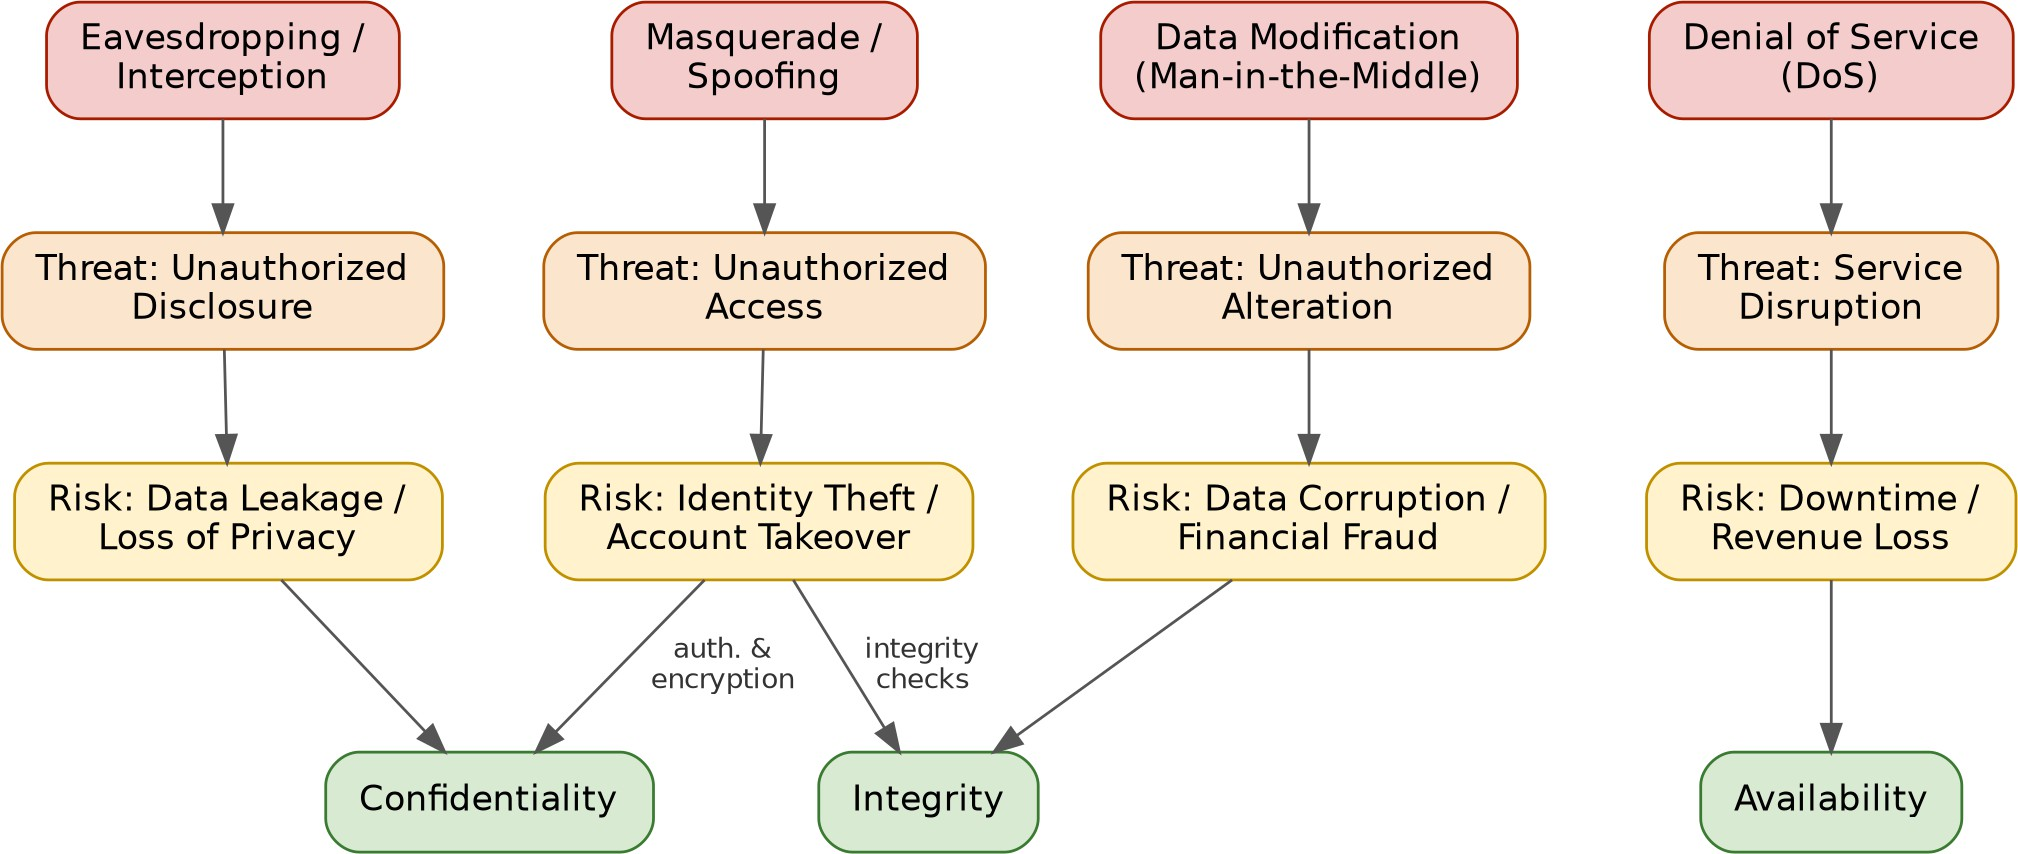 Eavesdropping /
Interception
Masquerade /
Spoofing
Data Modification
(Man-in-the-Middle)
Denial of Service
(DoS)
Threat: Unauthorized
Disclosure
Threat: Unauthorized
Access
Threat: Unauthorized
Alteration
Threat: Service
Disruption
Risk: Data Leakage /
Loss of Privacy
Risk: Identity Theft /
Account Takeover
Risk: Data Corruption /
Financial Fraud
Risk: Downtime /
Revenue Loss
auth. &
encryption
integrity
checks
Confidentiality
Integrity
Availability